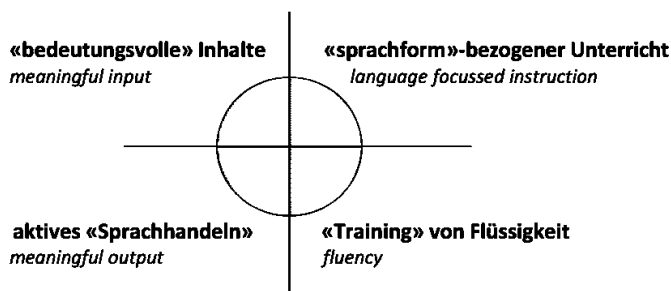 «bedeutungsvolle» Inhalte
meaningful input
«sprachform»-bezogener Unterricht
language focussed instruction
aktives «Sprachhandeln»
meaningful output
«Training» von Flüssigkeit
fluency